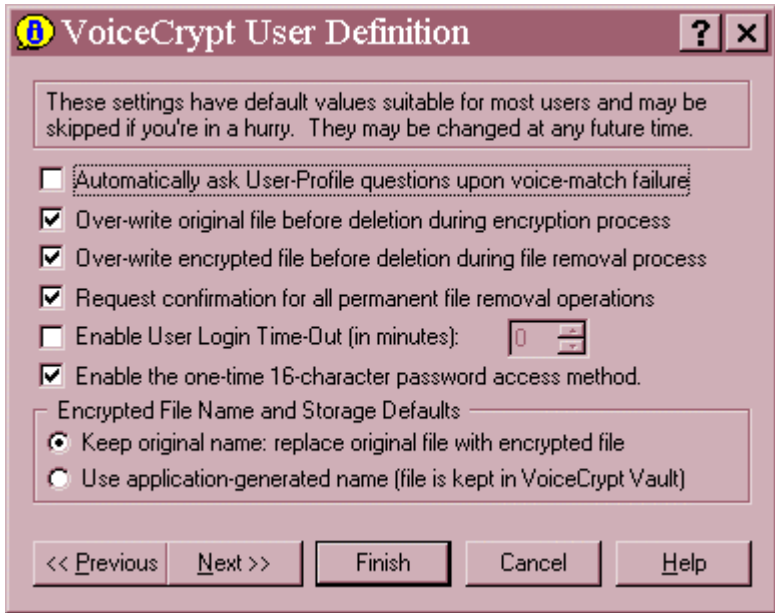 VoiceCrypt User Definition
? ×
These settings have default values suitable for most users and may be
skipped if you're in a hurry. They may be changed at any future time.
Automatically ask User-Profile questions upon voice-match failure
Over-write original file before deletion during encryption process
Over-write encrypted file before deletion during file removal process
Request confirmation for all permanent file removal operations
Enable User Login Time-Out (in minutes): 0
Enable the one-time 16-character password access method.
Encrypted File Name and Storage Defaults
Keep original name: replace original file with encrypted file
Use application-generated name (file is kept in VoiceCrypt Vault)
<< Previous Next >> Finish Cancel Help